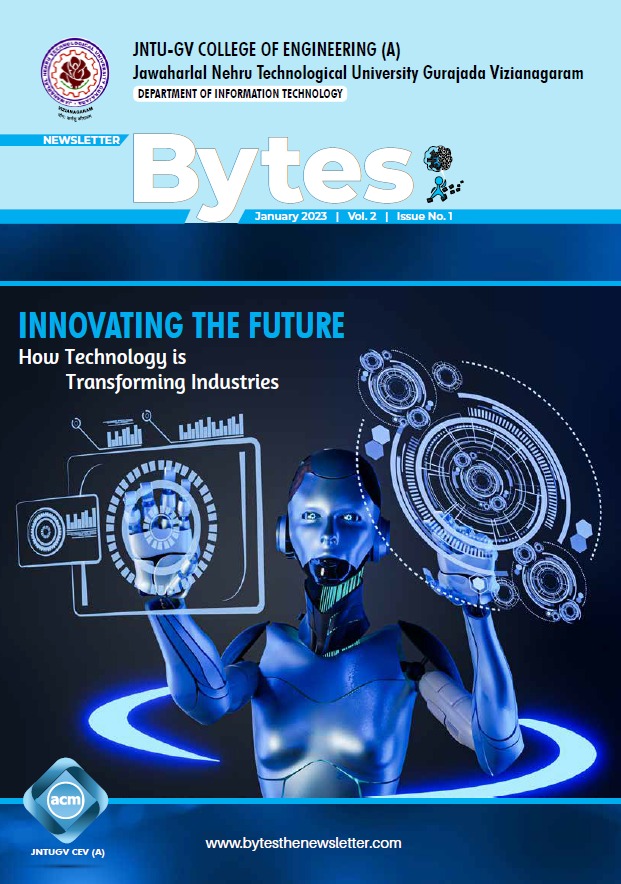 JNTU-GV COLLEGE OF ENGINEERING (A)
Jawaharlal Nehru Technological University Gurajada Vizianagaram
DEPARTMENT OF INFORMATION TECHNOLOGY
VIZIANAGARAM
NEWSLETTER
Bytes
January 2023 | Vol. 2 | Issue No. 1
INNOVATING THE FUTURE
How Technology is
Transforming Industries
acm
JNTUGV CEV (A)
www.bytesthenewsletter.com